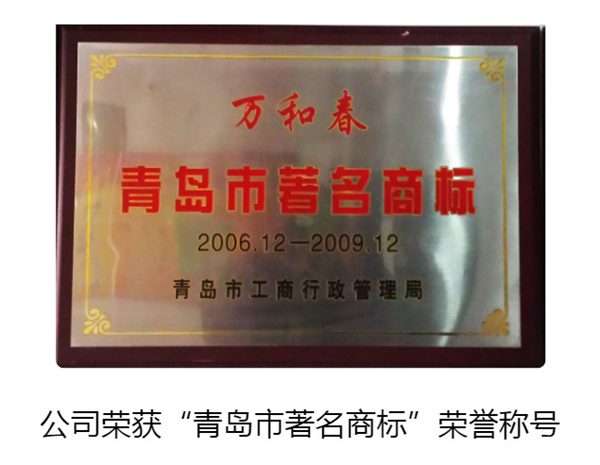 万和春
青岛市著名商标
2006.12—2009.12
青岛市工商行政管理局
公司荣获“青岛市著名商标”荣誉称号